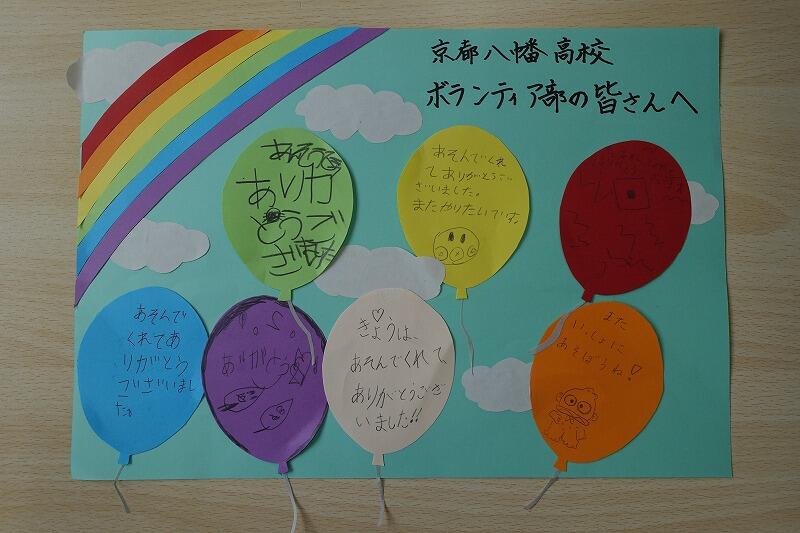 京都八幡高校
ボランティア部の皆さんへ
ありが
とうご
ざ
あそんでくれ
てありがとうご
ざいました。
また
あそんで
くれてあ
りがとう
ございまし
た。
ありがとう
きょうは、
あそんでくれて
ありがとうござ
いました!!
また
いっしょに
あそぼうね!